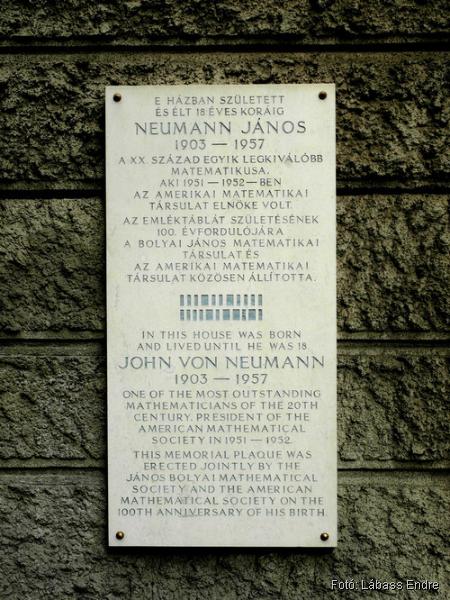 E HÁZBAN SZÜLETETT
ÉS ÉLT 18 ÉVES KORÁIG
NEUMANN JÁNOS
1903 — 1957
A XX. SZÁZAD EGYIK LEGKIVÁLÓBB
MATEMATIKUSA,
AKI 1951 — 1952 — BEN
AZ AMERIKAI MATEMATIKAI
TÁRSULAT ELNÖKE VOLT.
AZ EMLÉKTÁBLÁT SZÜLETÉSÉNEK
100. ÉVFORDULÓJÁRA
A BOLYAI JÁNOS MATEMATIKAI
TÁRSULAT ÉS
AZ AMERIKAI MATEMATIKAI
TÁRSULAT KÖZÖSEN ÁLLÍTOTTA.
IN THIS HOUSE WAS BORN
AND LIVED UNTIL HE WAS 18
JOHN VON NEUMANN
1903 — 1957
ONE OF THE MOST OUTSTANDING
MATHEMATICIANS OF THE 20TH
CENTURY. PRESIDENT OF THE
AMERICAN MATHEMATICAL
SOCIETY IN 1951 — 1952.
THIS MEMORIAL PLAQUE WAS
ERECTED JOINTLY BY THE
JÁNOS BOLYAI MATHEMATICAL
SOCIETY AND THE AMERICAN
MATHEMATICAL SOCIETY ON THE
100TH ANNIVERSARY OF HIS BIRTH.
Fotó: Lábass Endre